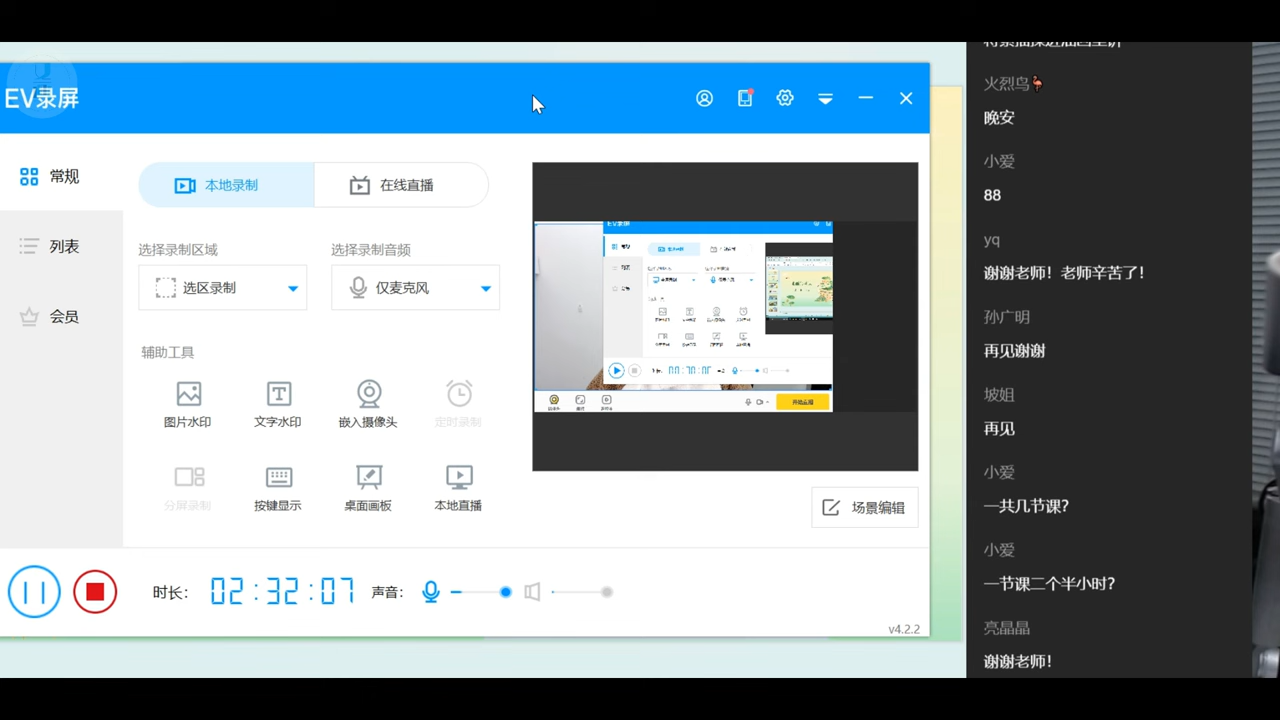 EV录屏
常规
列表
会员
本地录制
在线直播
选择录制区域
选择录制音频
选区录制
仅麦克风
辅助工具
图片水印
文字水印
嵌入摄像头
定时录制
分屏录制
按键显示
桌面画板
本地直播
场景编辑
时长:
02:32:07
声音:
v4.2.2
火烈鸟🦩
晚安
小爱
88
yq
谢谢老师！老师辛苦了！
孙广明
再见谢谢
坡姐
再见
小爱
一共几节课？
小爱
一节课二个半小时？
亮晶晶
谢谢老师！